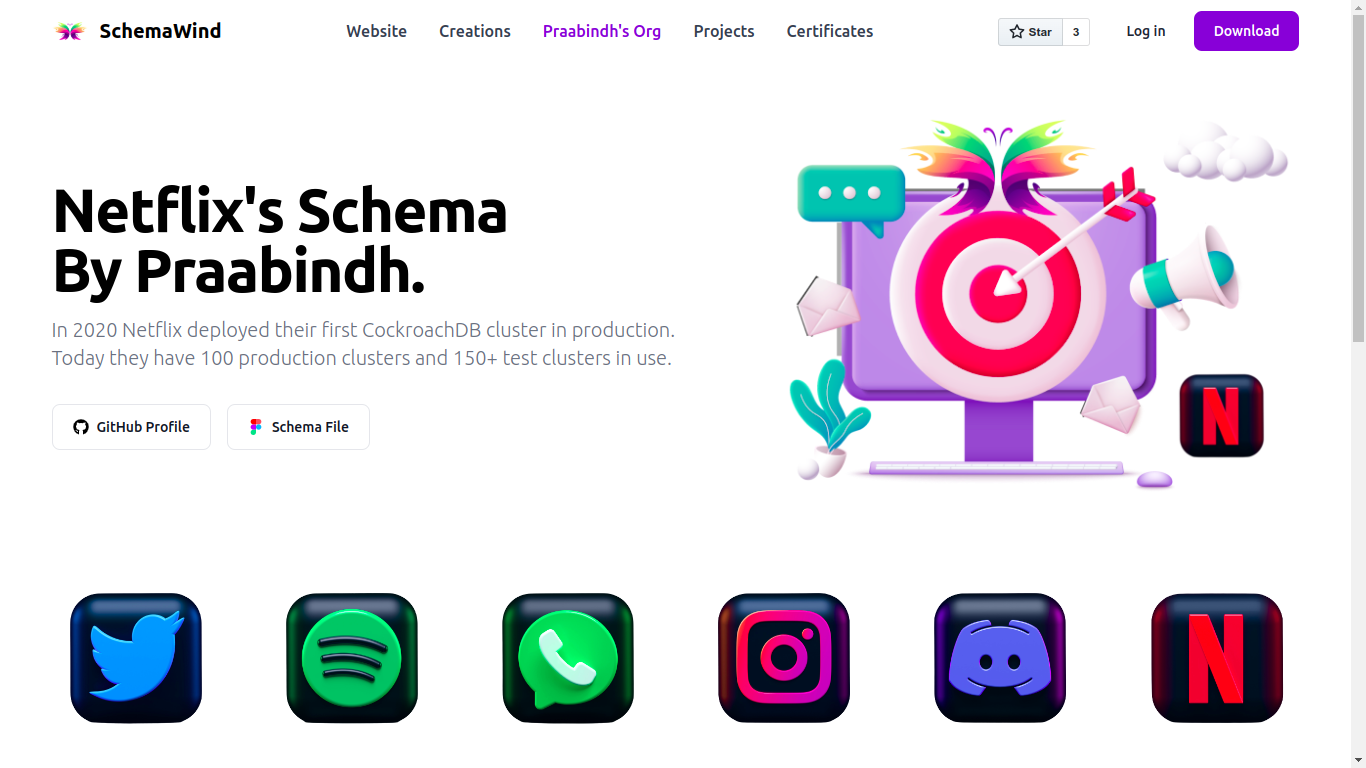 SchemaWind
Website
Creations
Praabindh's Org
Projects
Certificates
Star
3
Log in
Download
Netflix's Schema
By Praabindh.
In 2020 Netflix deployed their first CockroachDB cluster in production.
Today they have 100 production clusters and 150+ test clusters in use.
GitHub Profile
Schema File
N
N